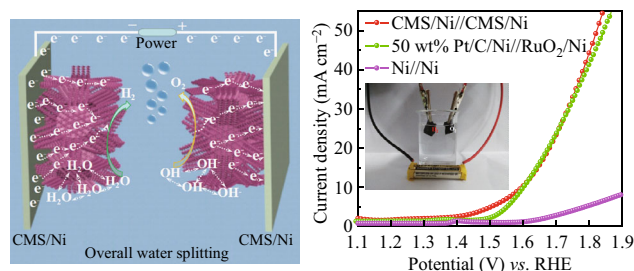 − +
Power
e⁻ e⁻ e⁻ e⁻ e⁻ e⁻ e⁻ e⁻
H₂ O₂
H₂O H₂O H₂O H₂O
OH⁻ OH⁻ OH⁻ OH⁻
CMS/Ni
CMS/Ni
Overall water splitting
CMS/Ni//CMS/Ni
50 wt% Pt/C/Ni//RuO₂/Ni
Ni//Ni
Current density (mA cm⁻²)
50
40
30
20
10
0
1.1 1.2 1.3 1.4 1.5 1.6 1.7 1.8 1.9
Potential (V) vs. RHE